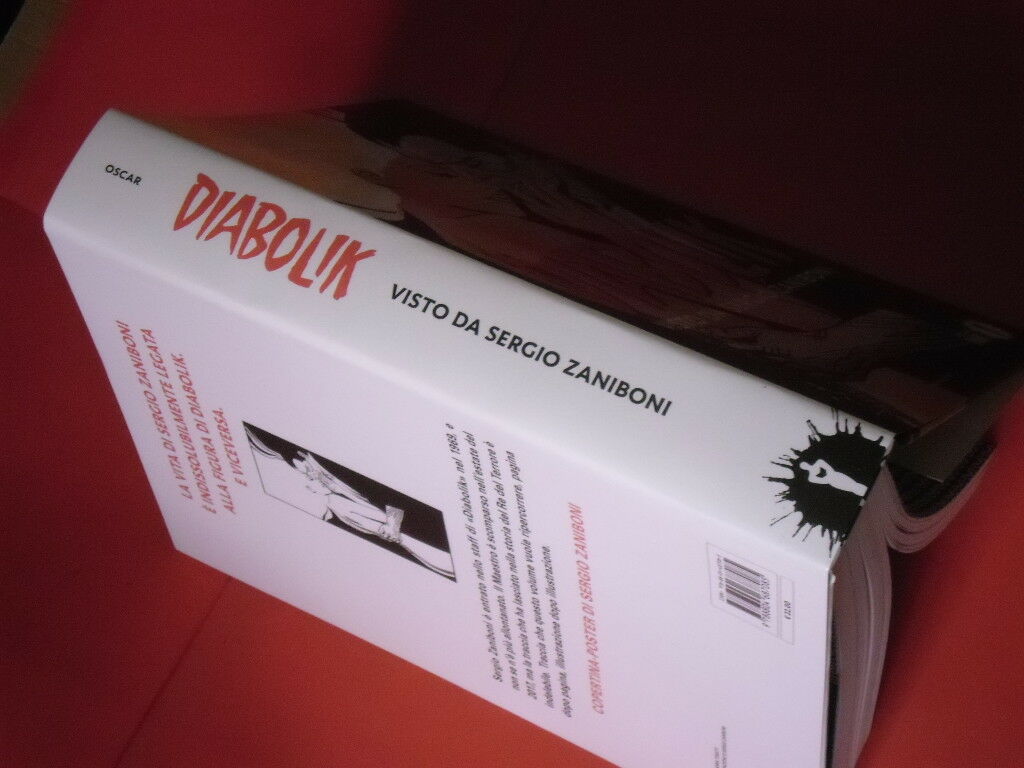 OSCAR
DIABOLIK
VISTO DA SERGIO ZANIBONI
LA VITA DI SERGIO ZANIBONI
È INDISSOLUBILMENTE LEGATA
ALLA FIGURA DI DIABOLIK.
E VICEVERSA.
Sergio Zaniboni è entrato nello staff di «Diabolik» nel 1969, e
non se n'è più allontanato. Il Maestro è scomparso nell'estate del
2017, ma la traccia che ha lasciato nella storia del Re del Terrore è
indelebile. Traccia che questo volume vuole ripercorrere, pagina
dopo pagina, illustrazione dopo illustrazione.
COPERTINA-POSTER DI SERGIO ZANIBONI